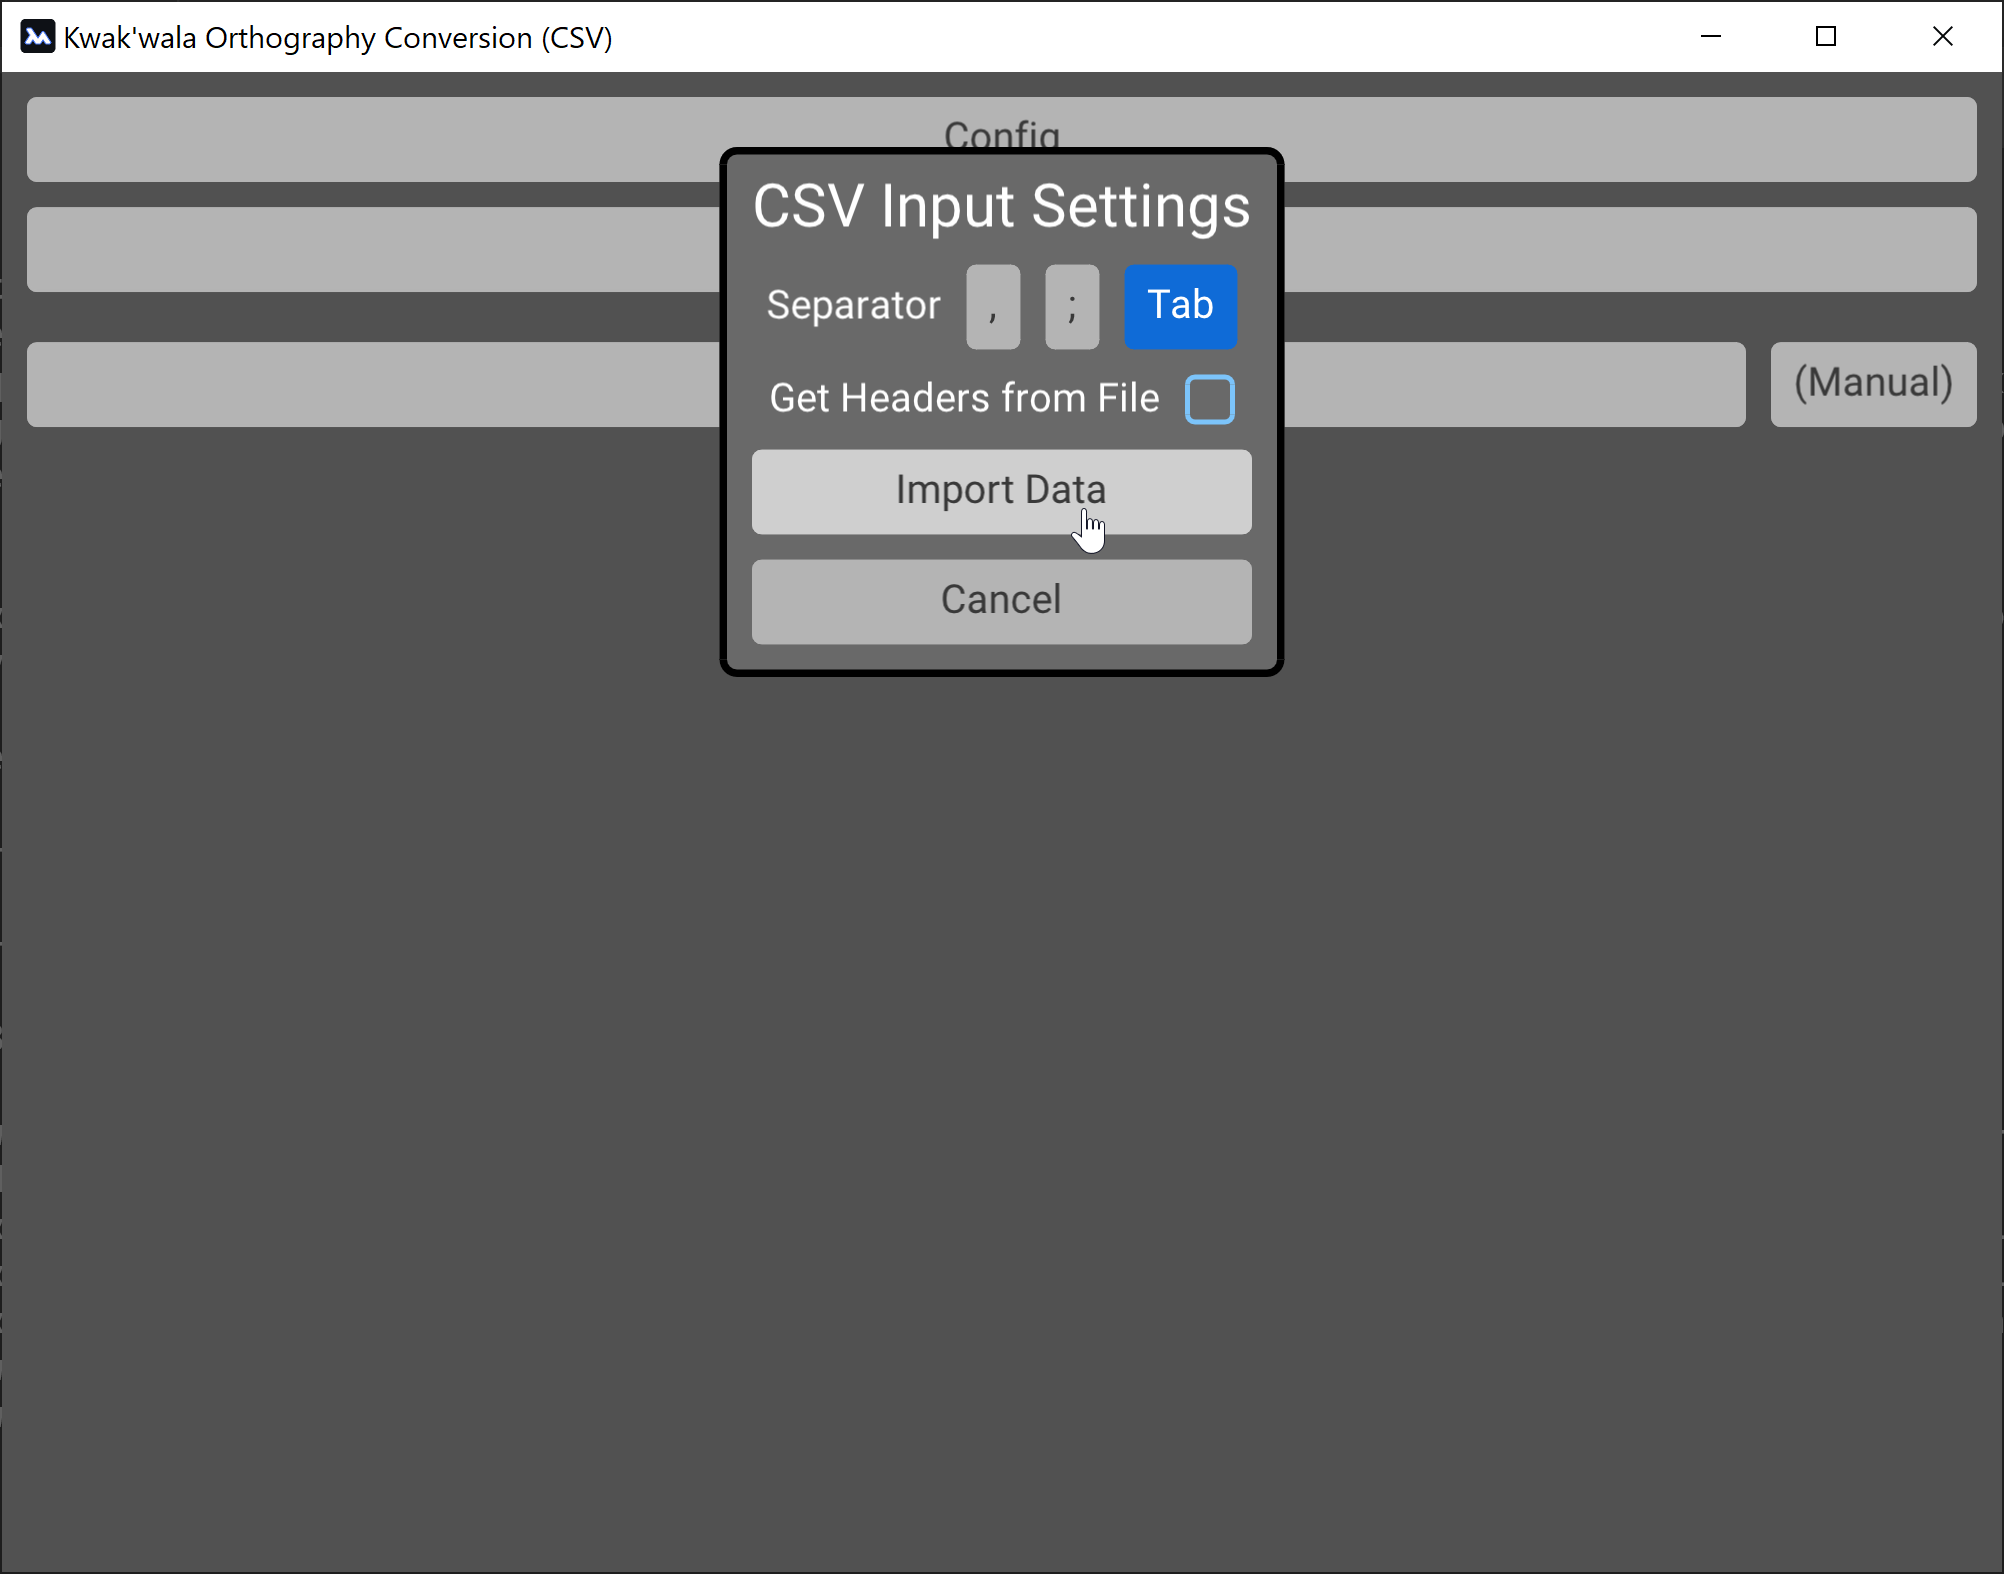 Kwak'wala Orthography Conversion (CSV)
Config
CSV Input Settings
Separator , ; Tab
Get Headers from File
(Manual)
Import Data
Cancel